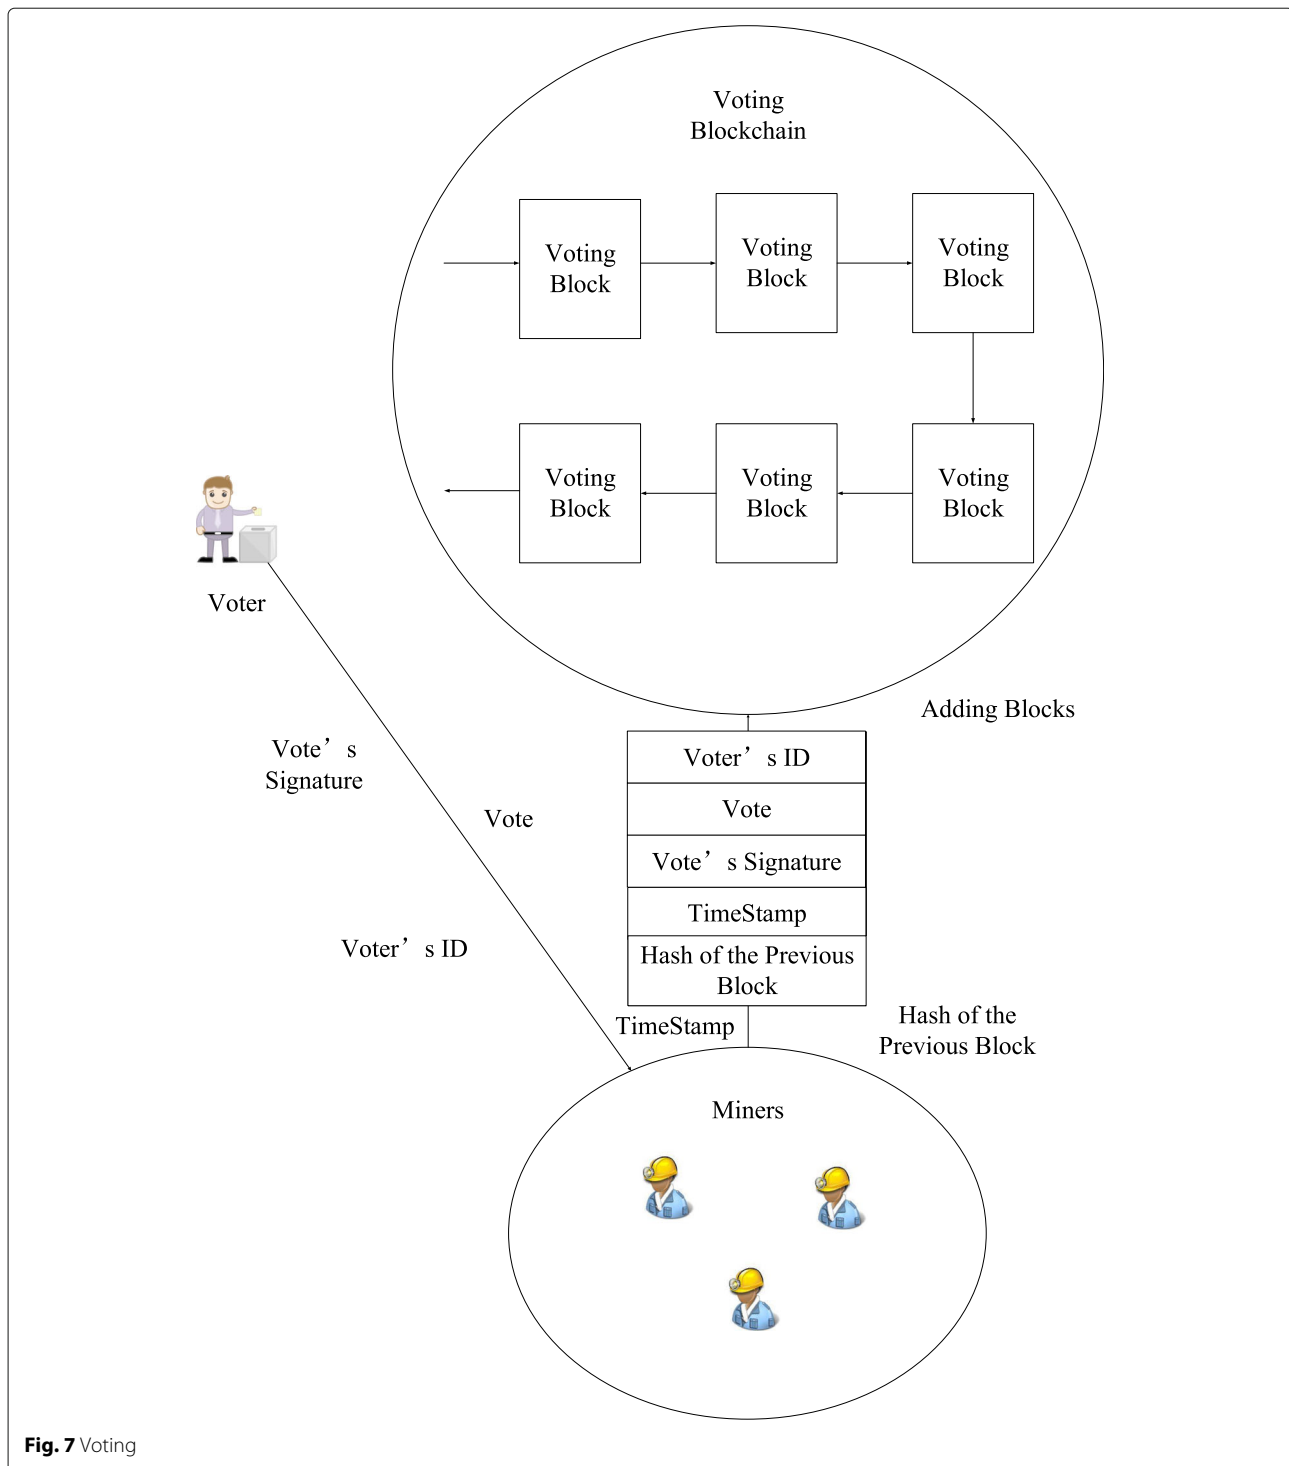 Voting
Blockchain
Voting
Block
Voting
Block
Voting
Block
Voting
Block
Voting
Block
Voting
Block
Voter
Adding Blocks
Vote’s
Signature
Vote
Voter’s ID
Voter’s ID
Vote
Vote’s Signature
TimeStamp
Hash of the Previous
Block
TimeStamp
Hash of the
Previous Block
Miners
Fig. 7 Voting